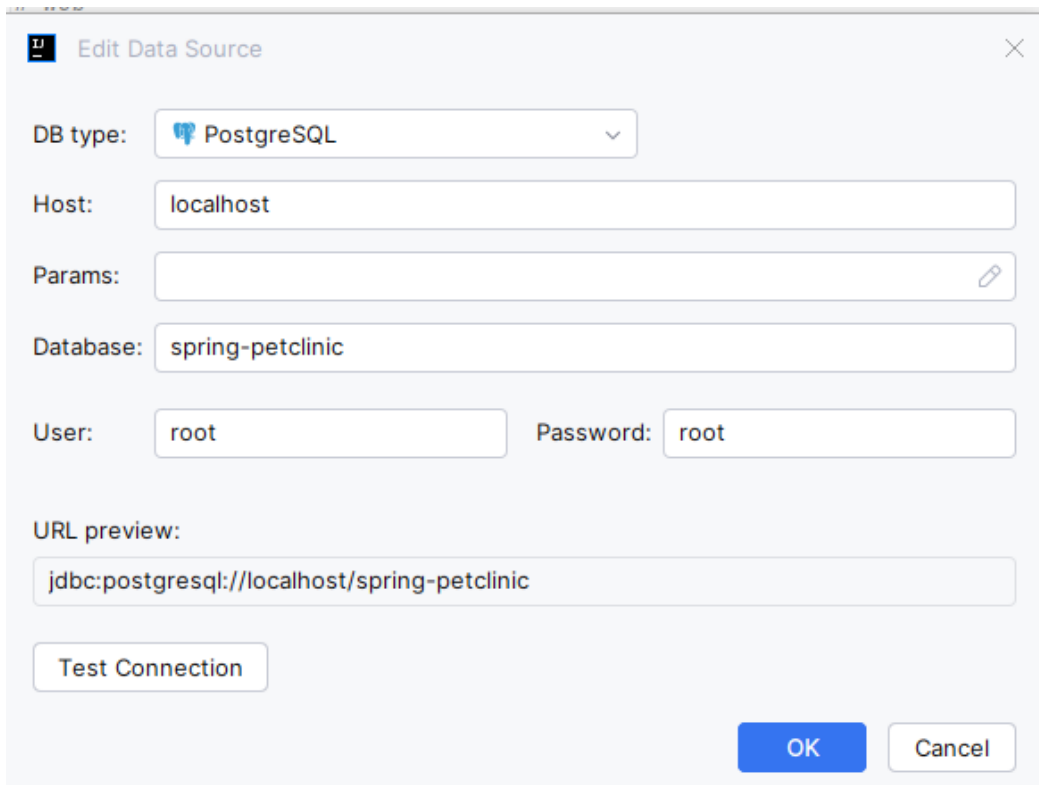 Edit Data Source
DB type: PostgreSQL
Host: localhost
Params:
Database: spring-petclinic
User: root Password: root
URL preview:
jdbc:postgresql://localhost/spring-petclinic
Test Connection
OK Cancel